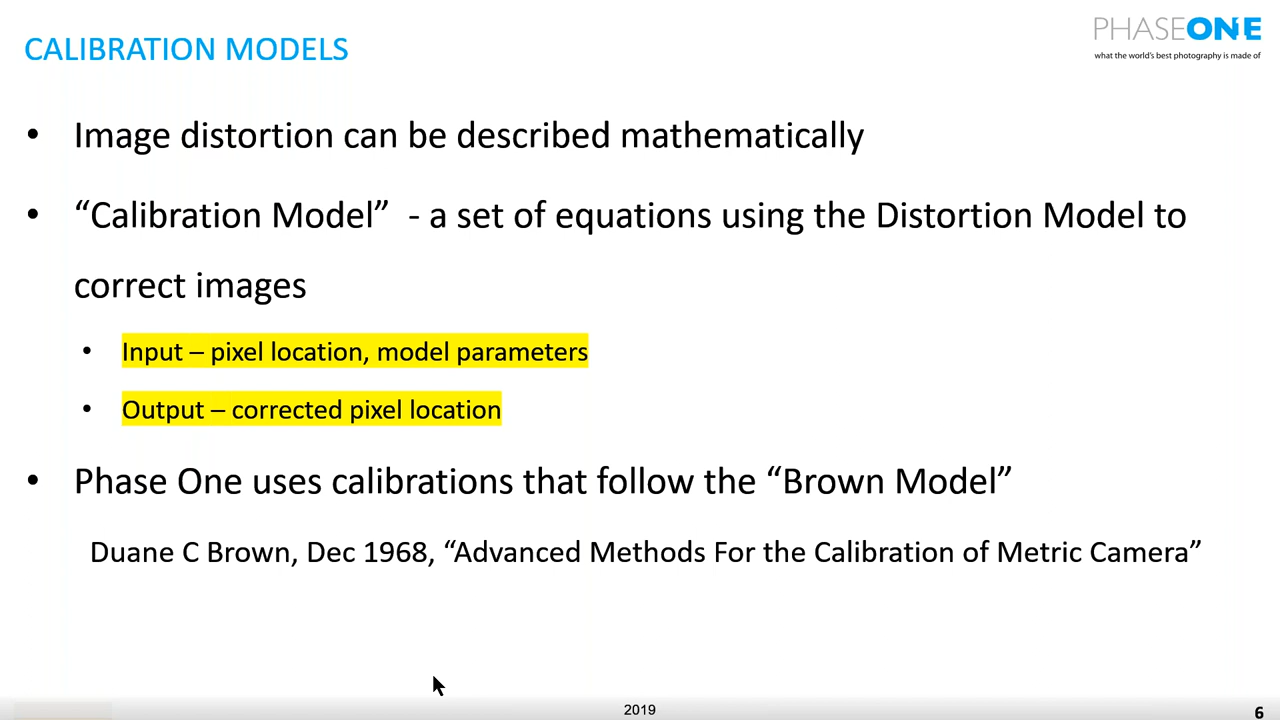 CALIBRATION MODELS
PHASEONE
what the world's best photography is made of
• Image distortion can be described mathematically
• “Calibration Model” - a set of equations using the Distortion Model to
correct images
• Input – pixel location, model parameters
• Output – corrected pixel location
• Phase One uses calibrations that follow the “Brown Model”
Duane C Brown, Dec 1968, “Advanced Methods For the Calibration of Metric Camera”
2019
6